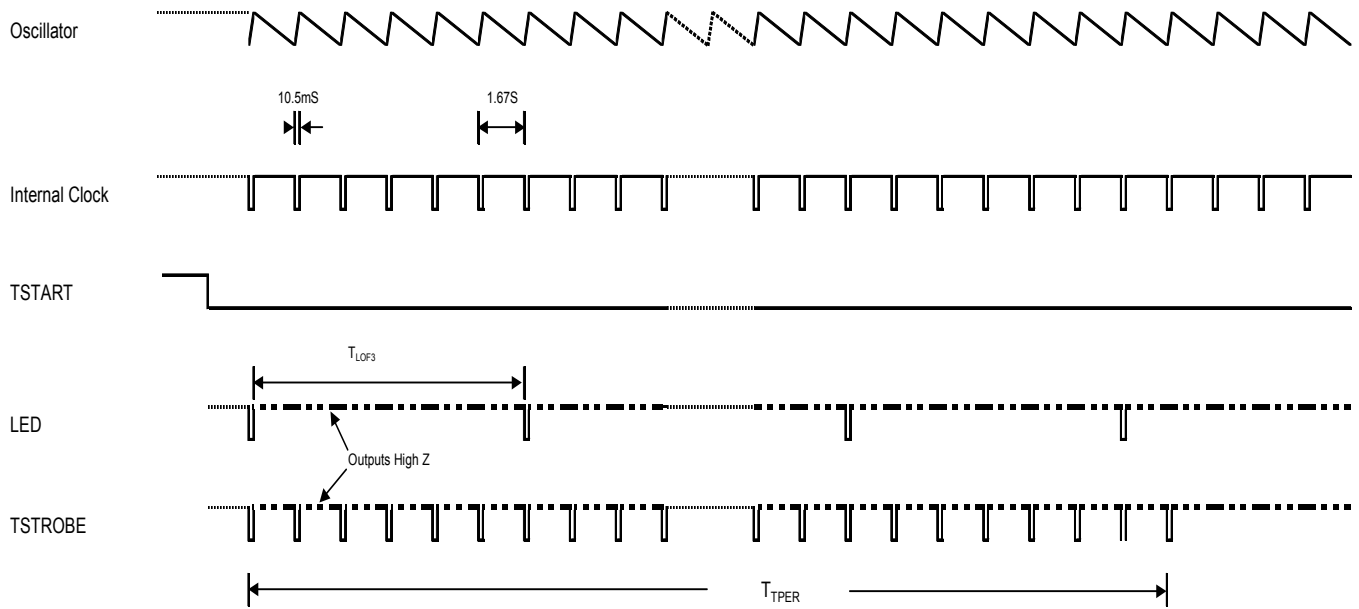 Oscillator
10.5mS
1.67S
Internal Clock
TSTART
TLOF3
LED
Outputs High Z
TSTROBE
TTPER